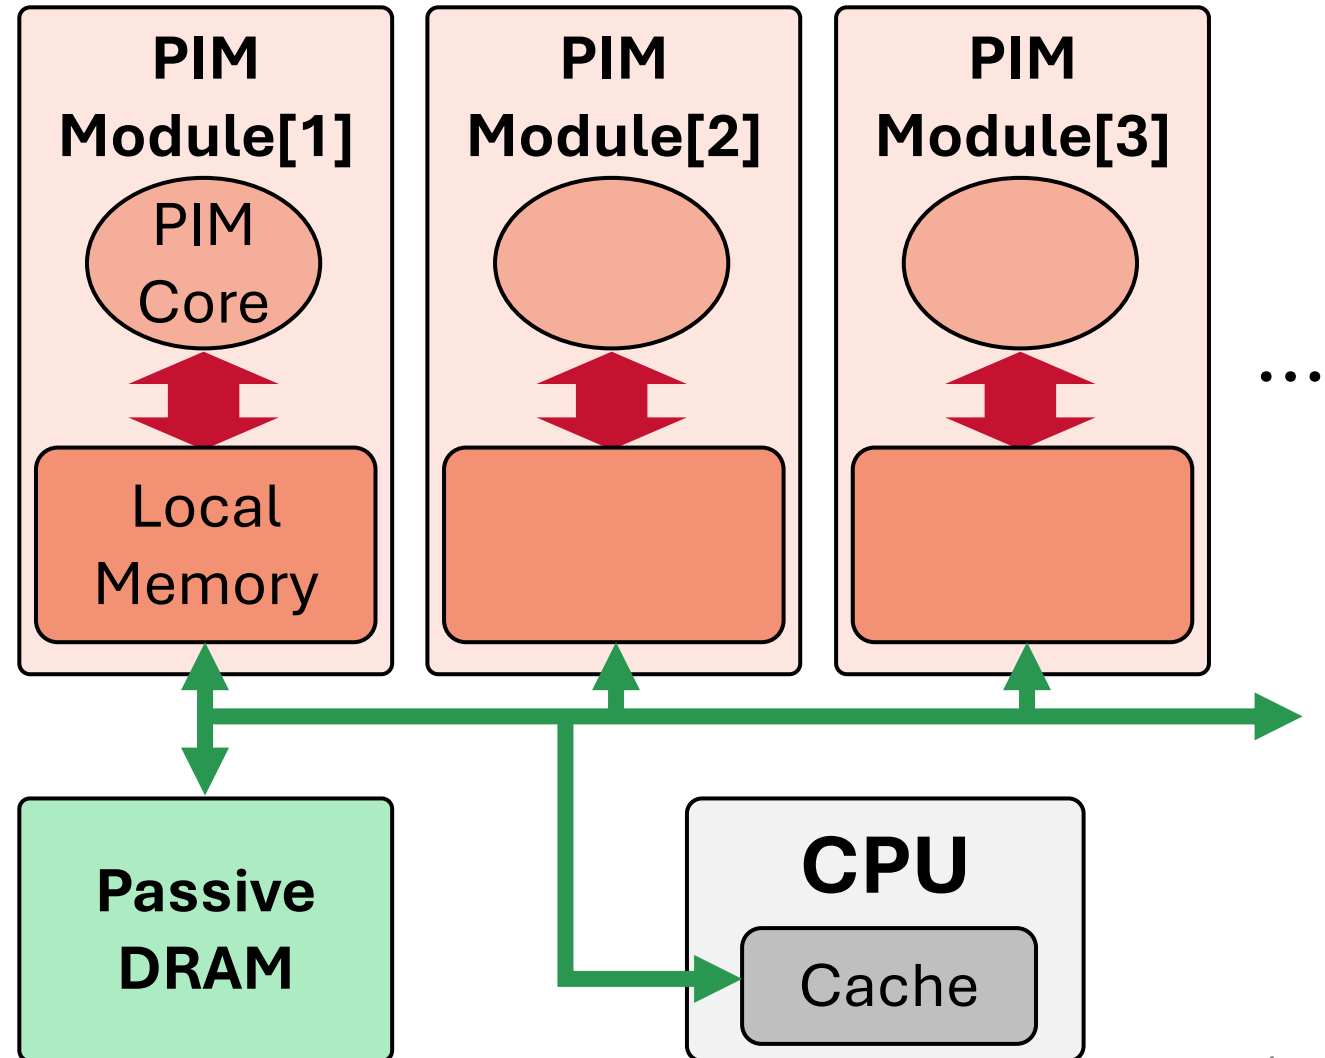 PIM
Module[1]
PIM
Module[2]
PIM
Module[3]
PIM
Core
...
Local
Memory
Passive
DRAM
CPU
Cache